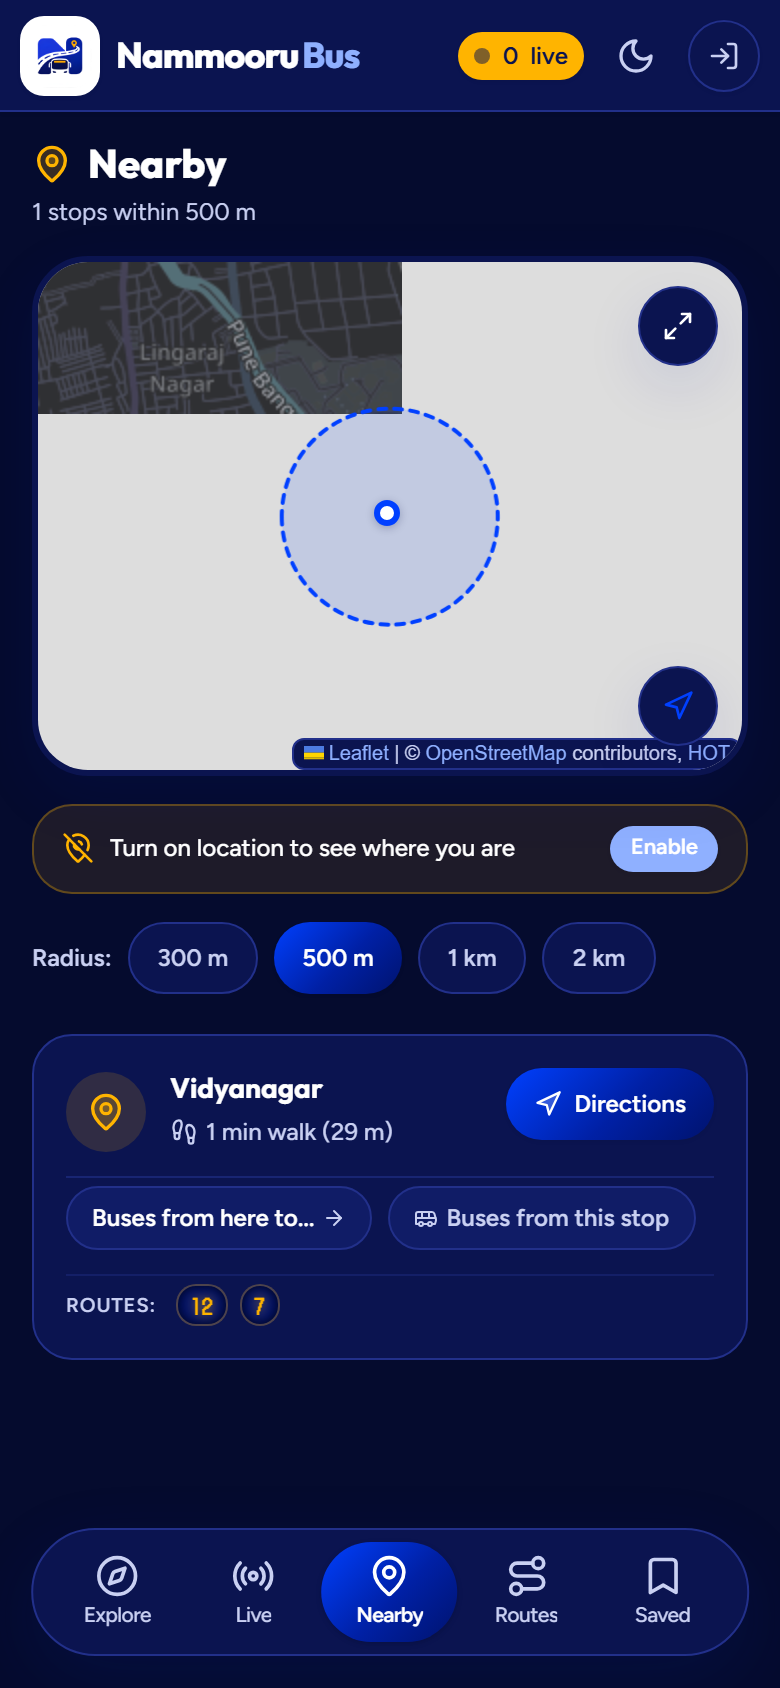 Nammooru Bus
0 live
Nearby
1 stops within 500 m
Lingaraj
Nagar
Pune Bang
Leaflet | © OpenStreetMap contributors, HOT
Turn on location to see where you are
Enable
Radius: 300 m 500 m 1 km 2 km
Vidyanagar
1 min walk (29 m)
Directions
Buses from here to... →
Buses from this stop
ROUTES: 12 7
Explore Live Nearby Routes Saved